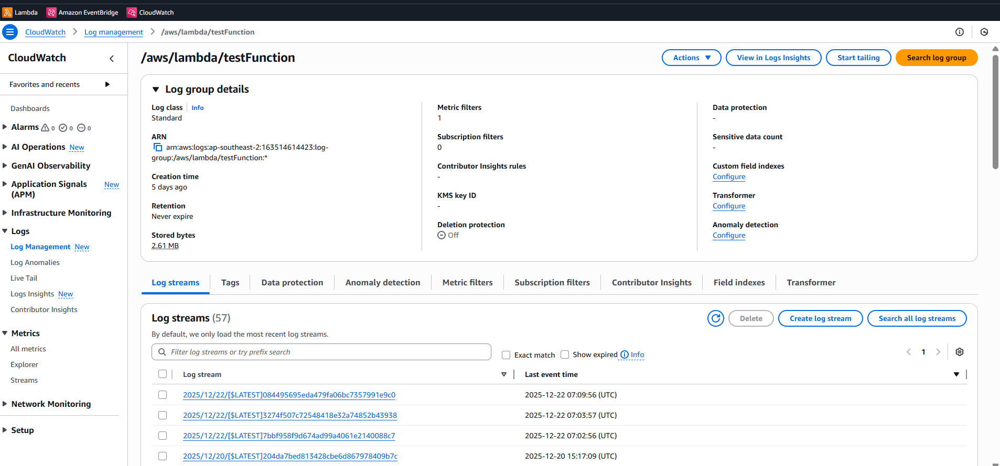 Lambda Amazon EventBridge CloudWatch
CloudWatch Log management /aws/lambda/testFunction
CloudWatch
Favorites and recents
Dashboards
Alarms 0 0 0
AI Operations New
GenAI Observability
Application Signals New
(APM)
Infrastructure Monitoring
Logs
Log Management New
Log Anomalies
Live Tail
Logs Insights New
Contributor Insights
Metrics
All metrics
Explorer
Streams
Network Monitoring
Setup
/aws/lambda/testFunction
Actions View in Logs Insights Start tailing Search log group
Log group details
Log class Info
Standard
ARN
arn:aws:logs:ap-southeast-2:163514614423:log-
group:/aws/lambda/testFunction:*
Creation time
5 days ago
Retention
Never expire
Stored bytes
2.61 MB
Metric filters
1
Subscription filters
0
Contributor Insights rules
-
KMS key ID
-
Deletion protection
Off
Data protection
-
Sensitive data count
-
Custom field indexes
Configure
Transformer
Configure
Anomaly detection
Configure
Log streams Tags Data protection Anomaly detection Metric filters Subscription filters Contributor Insights Field indexes Transformer
Log streams (57)
Delete Create log stream Search all log streams
By default, we only load the most recent log streams.
Filter log streams or try prefix search
Exact match Show expired Info
1
Log stream Last event time
2025/12/22/[$LATEST]084495695eda479fa06bc7357991e9c0 2025-12-22 07:09:56 (UTC)
2025/12/22/[$LATEST]3274f507c72548418e32a74852b43938 2025-12-22 07:03:57 (UTC)
2025/12/22/[$LATEST]7bbf958f9d674ad99a4061e2140088c7 2025-12-22 07:02:56 (UTC)
2025/12/20/[$LATEST]204da7bed813428cbe6d867978409b7c 2025-12-20 15:17:09 (UTC)